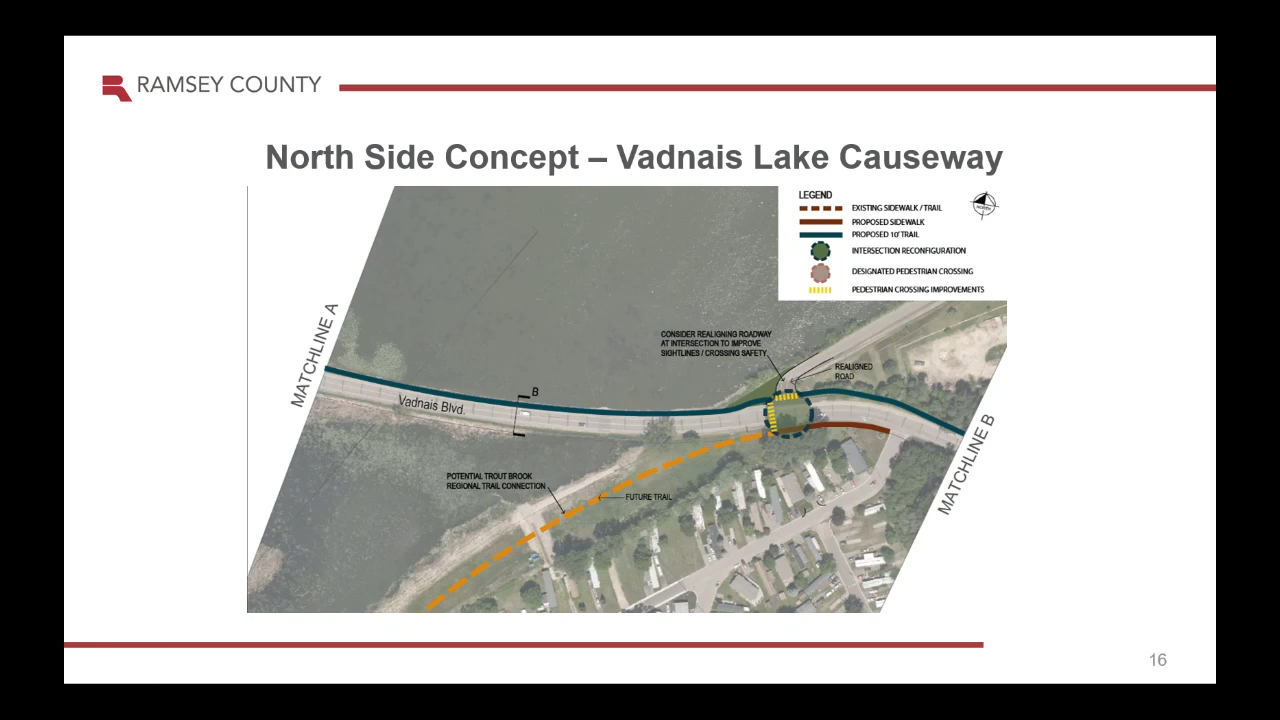 RAMSEY COUNTY
North Side Concept – Vadnais Lake Causeway
LEGEND
EXISTING SIDEWALK / TRAIL
PROPOSED SIDEWALK
PROPOSED 10' TRAIL
INTERSECTION RECONFIGURATION
DESIGNATED PEDESTRIAN CROSSING
PEDESTRIAN CROSSING IMPROVEMENTS
NORTH
MATCHLINE A
CONSIDER REALIGNING ROADWAY
AT INTERSECTION TO IMPROVE
SIGHTLINES / CROSSING SAFETY
REALIGNED
ROAD
B
Vadnais Blvd.
MATCHLINE B
POTENTIAL TROUT BROOK
REGIONAL TRAIL CONNECTION
FUTURE TRAIL
16